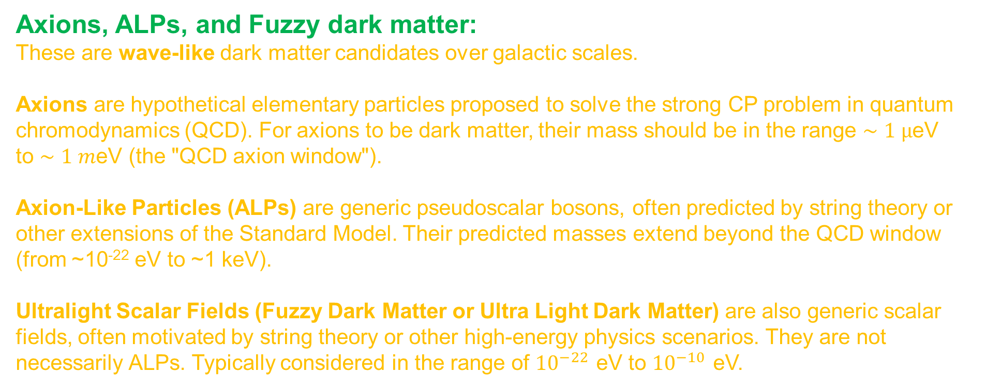 Axions, ALPs, and Fuzzy dark matter:
These are wave-like dark matter candidates over galactic scales.
Axions are hypothetical elementary particles proposed to solve the strong CP problem in quantum
chromodynamics (QCD). For axions to be dark matter, their mass should be in the range ~ 1 μeV
to ~ 1 meV (the "QCD axion window").
Axion-Like Particles (ALPs) are generic pseudoscalar bosons, often predicted by string theory or
other extensions of the Standard Model. Their predicted masses extend beyond the QCD window
(from ~10⁻²² eV to ~1 keV).
Ultralight Scalar Fields (Fuzzy Dark Matter or Ultra Light Dark Matter) are also generic scalar
fields, often motivated by string theory or other high-energy physics scenarios. They are not
necessarily ALPs. Typically considered in the range of 10⁻²² eV to 10⁻¹⁰ eV.